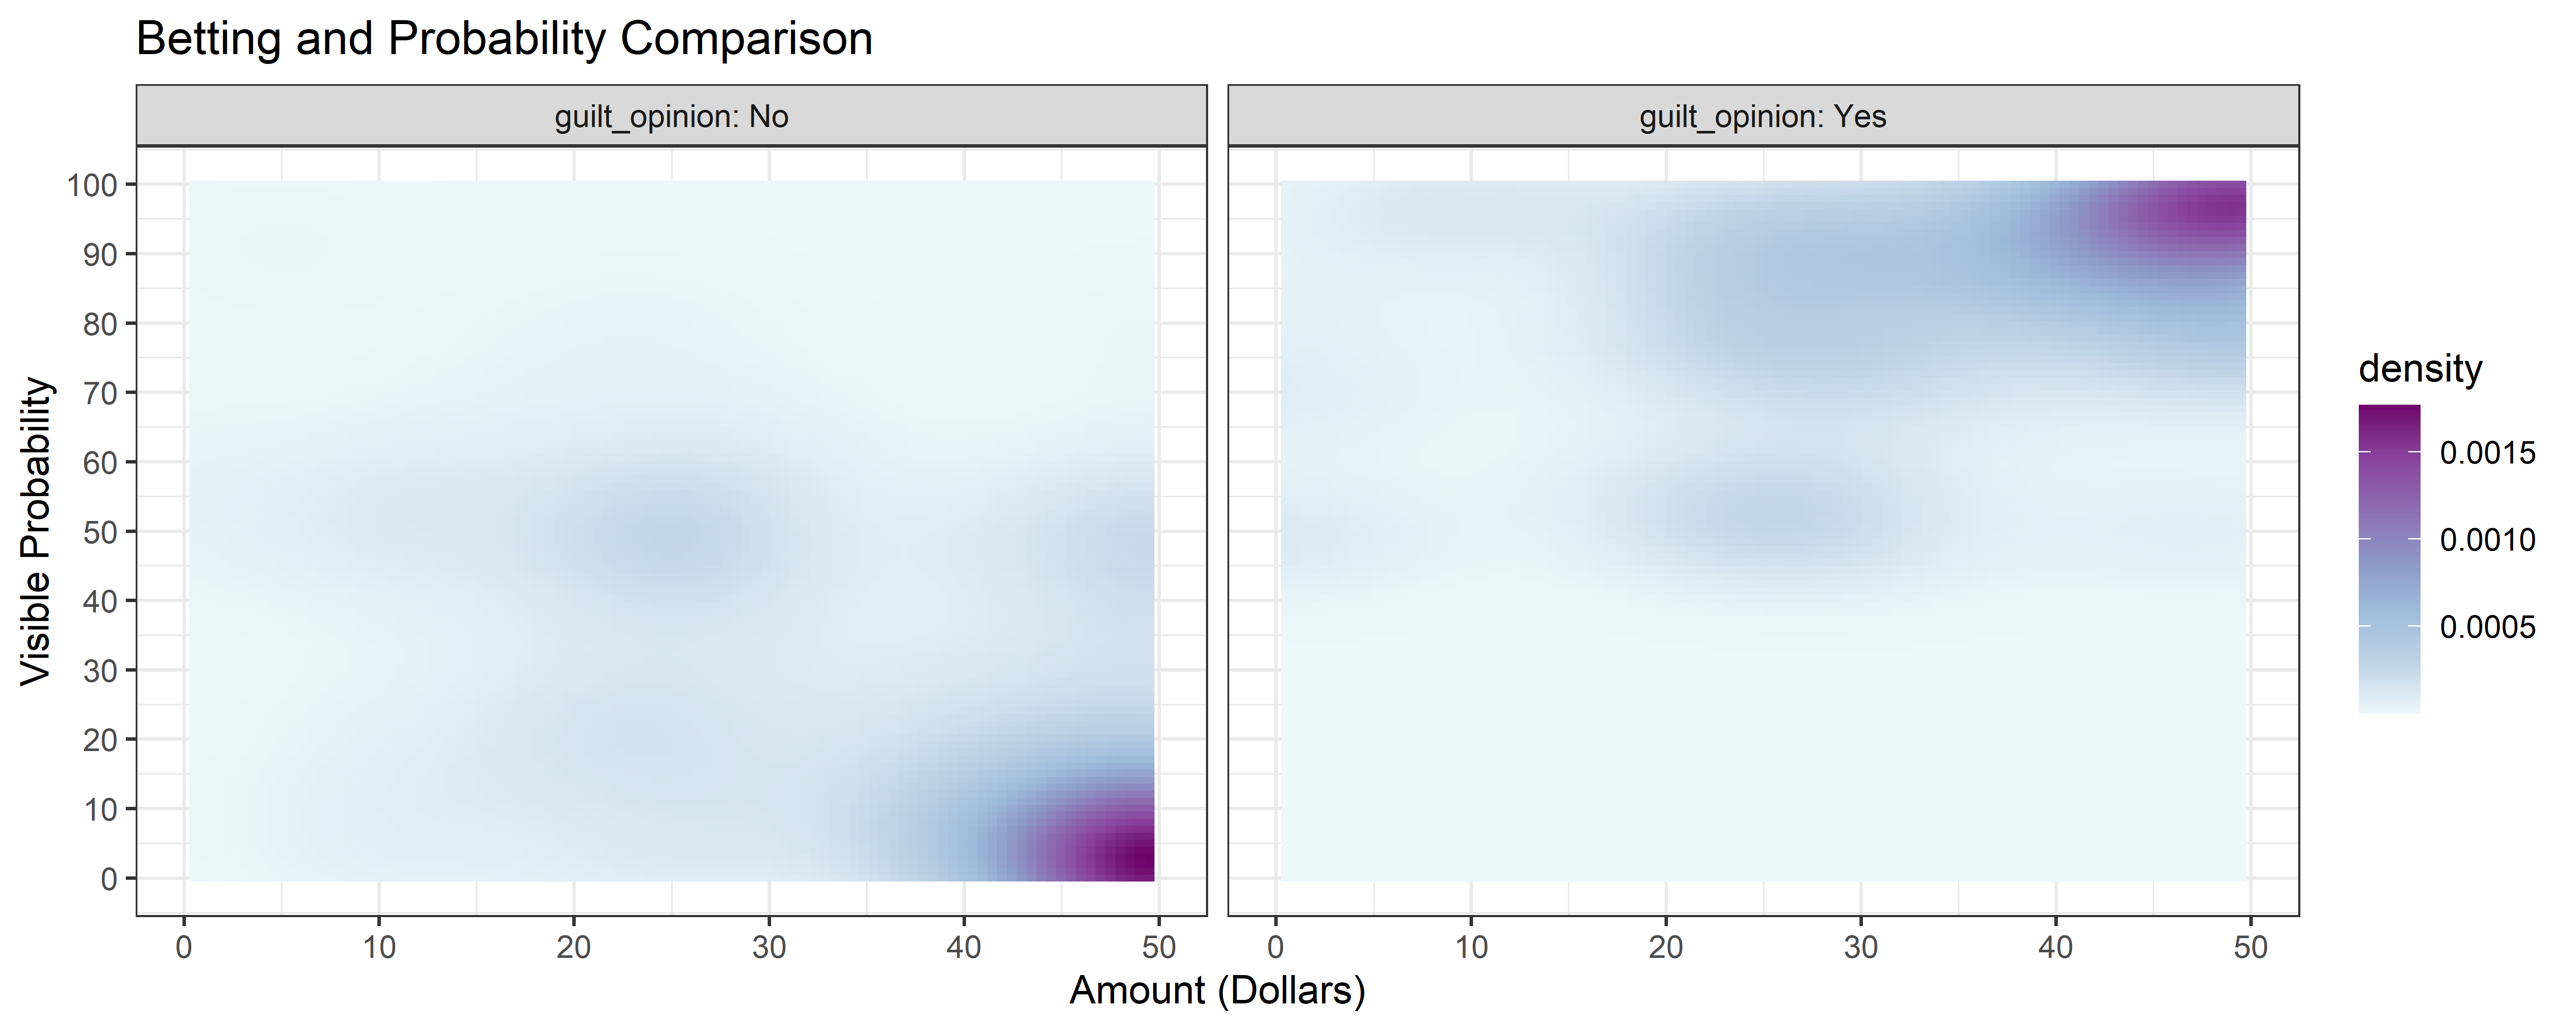 Betting and Probability Comparison
guilt_opinion: No
guilt_opinion: Yes
Visible Probability
100
90
80
70
60
50
40
30
20
10
0
0 10 20 30 40 50
0 10 20 30 40 50
Amount (Dollars)
density
0.0015
0.0010
0.0005